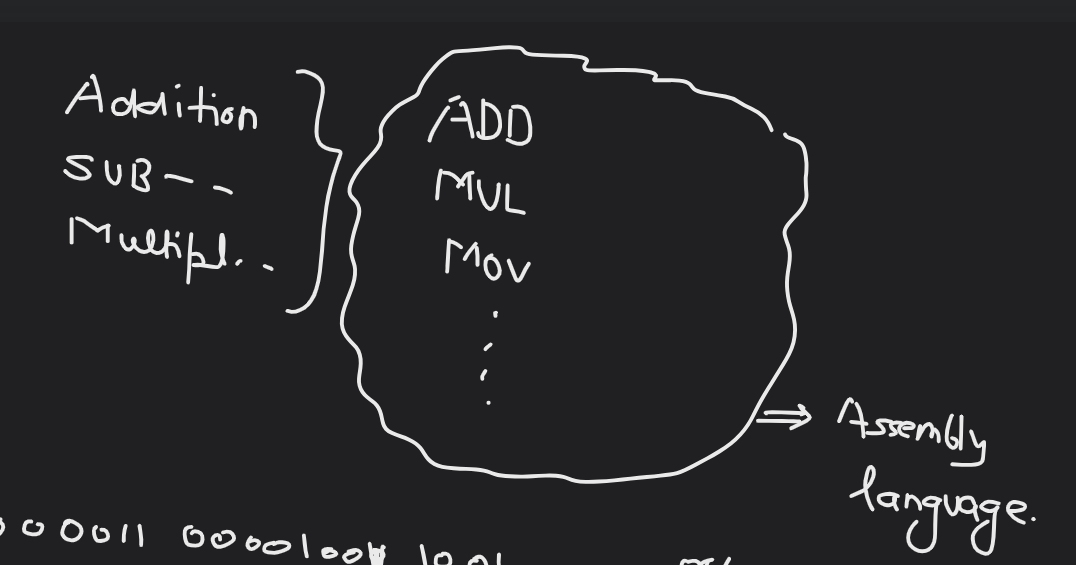 Addition
SUB - -
Multipl. . -
ADD
MUL
MOV
Assembly
language.